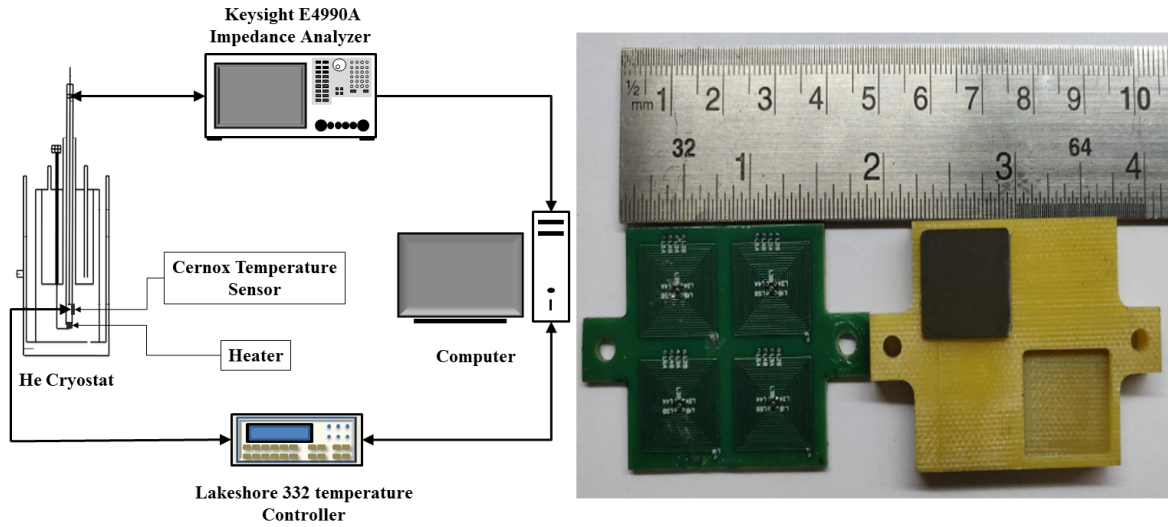 Keysight E4990A
Impedance Analyzer
Cernox Temperature
Sensor
Heater
He Cryostat
Computer
Lakeshore 332 temperature
Controller
½
mm
1 2 3 4 5 6 7 8 9 10
32 64
1 2 3 4